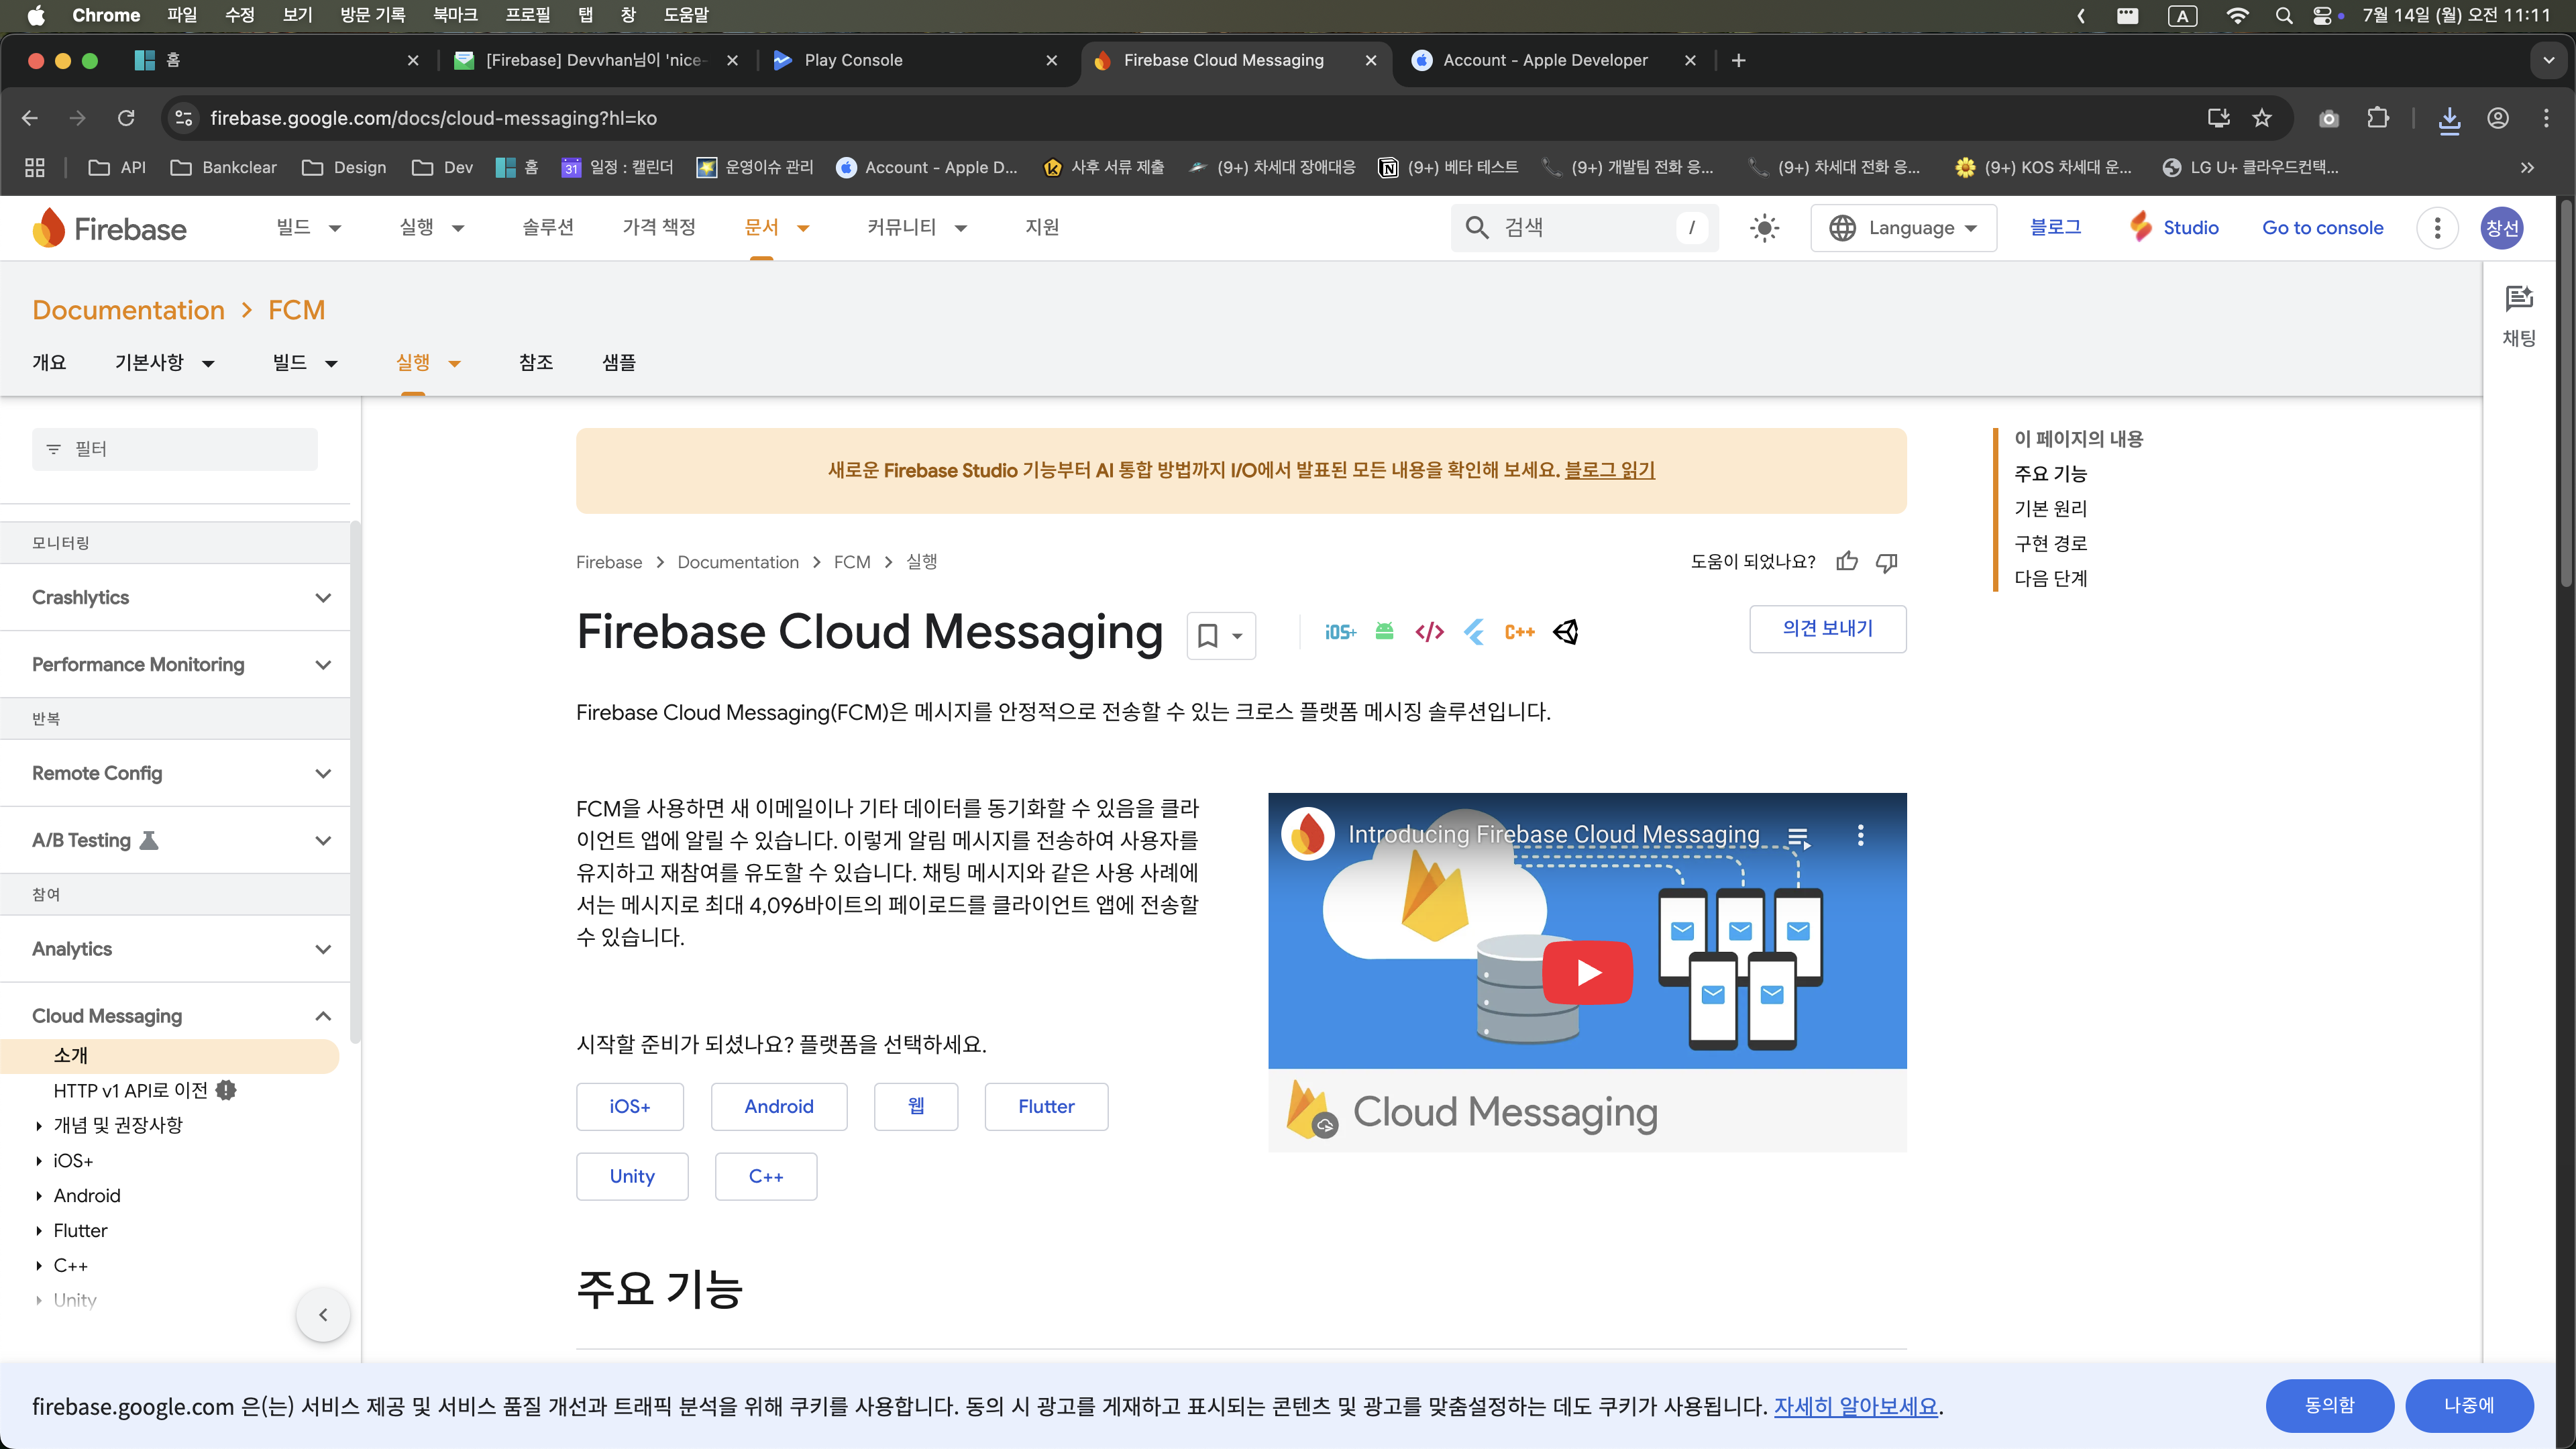 Chrome 파일 수정 보기 방문 기록 북마크 프로필 탭 창 도움말 A 7월 14일 (월) 오전 11:11
홈 [Firebase] Devvhan님이 'nice- Play Console Firebase Cloud Messaging Account - Apple Developer
firebase.google.com/docs/cloud-messaging?hl=ko
API Bankclear Design Dev 홈 31 일정 : 캘린더 운영이슈 관리 Account - Apple D... 사후 서류 제출 (9+) 차세대 장애대응 (9+) 베타 테스트 (9+) 개발팀 전화 응... (9+) 차세대 전화 응... (9+) KOS 차세대 운... LG U+ 클라우드컨택...
Firebase 빌드 실행 솔루션 가격 책정 문서 커뮤니티 지원 검색 / Language 블로그 Studio Go to console 창선
Documentation > FCM
채팅
개요 기본사항 빌드 실행 참조 샘플
필터
모니터링
Crashlytics
Performance Monitoring
반복
Remote Config
A/B Testing
참여
Analytics
Cloud Messaging
소개
HTTP v1 API로 이전
개념 및 권장사항
iOS+
Android
Flutter
C++
Unity
새로운 Firebase Studio 기능부터 AI 통합 방법까지 I/O에서 발표된 모든 내용을 확인해 보세요. 블로그 읽기
Firebase > Documentation > FCM > 실행
도움이 되었나요?
Firebase Cloud Messaging
iOS+ C++
의견 보내기
Firebase Cloud Messaging(FCM)은 메시지를 안정적으로 전송할 수 있는 크로스 플랫폼 메시징 솔루션입니다.
FCM을 사용하면 새 이메일이나 기타 데이터를 동기화할 수 있음을 클라
이언트 앱에 알릴 수 있습니다. 이렇게 알림 메시지를 전송하여 사용자를
유지하고 재참여를 유도할 수 있습니다. 채팅 메시지와 같은 사용 사례에
서는 메시지로 최대 4,096바이트의 페이로드를 클라이언트 앱에 전송할
수 있습니다.
Introducing Firebase Cloud Messaging
Cloud Messaging
시작할 준비가 되셨나요? 플랫폼을 선택하세요.
iOS+ Android 웹 Flutter
Unity C++
주요 기능
이 페이지의 내용
주요 기능
기본 원리
구현 경로
다음 단계
firebase.google.com 은(는) 서비스 제공 및 서비스 품질 개선과 트래픽 분석을 위해 쿠키를 사용합니다. 동의 시 광고를 게재하고 표시되는 콘텐츠 및 광고를 맞춤설정하는 데도 쿠키가 사용됩니다. 자세히 알아보세요.
동의함 나중에